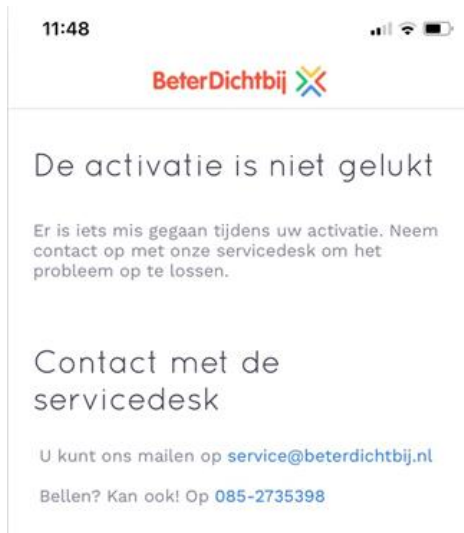 11:48
BeterDichtbij
De activatie is niet gelukt
Er is iets mis gegaan tijdens uw activatie. Neem
contact op met onze servicedesk om het
probleem op te lossen.
Contact met de
servicedesk
U kunt ons mailen op service@beterdichtbij.nl
Bellen? Kan ook! Op 085-2735398